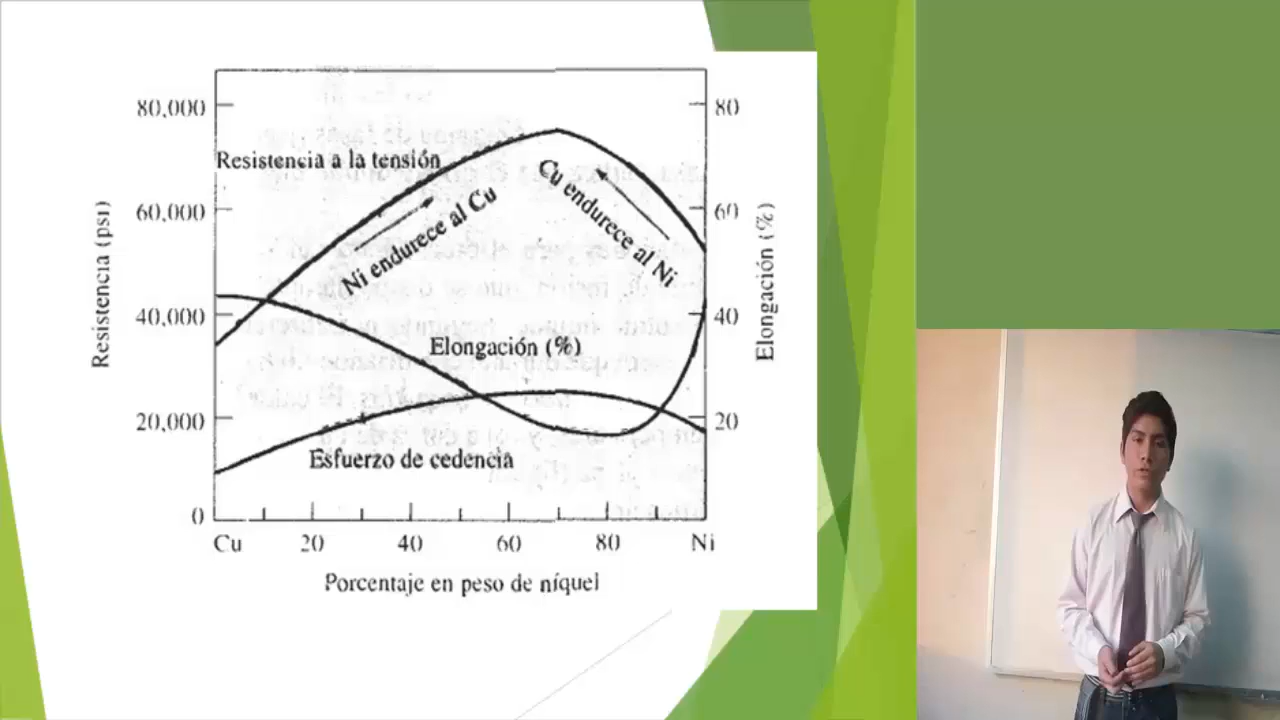 80,000
80
Resistencia a la tensión
Cu endurece al Ni
60,000
60
Ni endurece al Cu
Resistencia (psi)
Elongación (%)
40,000
40
Elongación (%)
20,000
20
Esfuerzo de cedencia
0
Cu
20
40
60
80
Ni
Porcentaje en peso de níquel